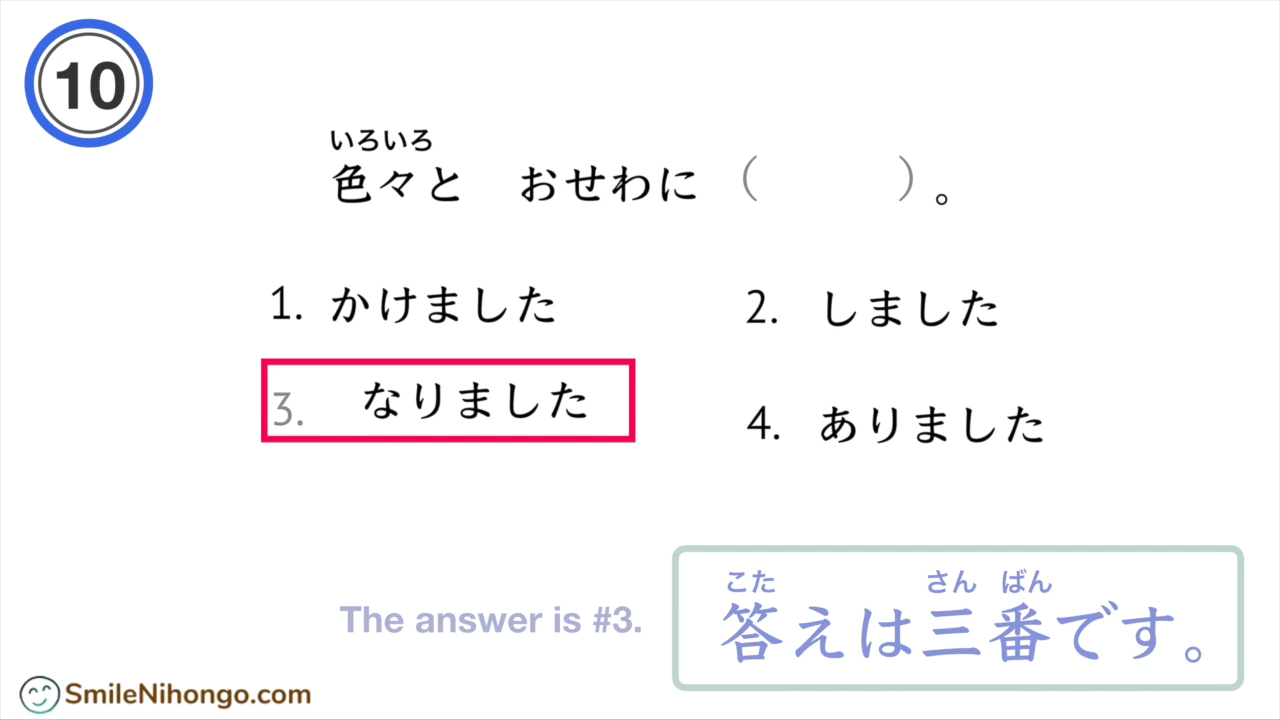 10
いろいろ
色々と おせわに ( )。
1. かけました
2. しました
3. なりました
4. ありました
The answer is #3.
こた さん ばん
答えは三番です。
SmileNihongo.com